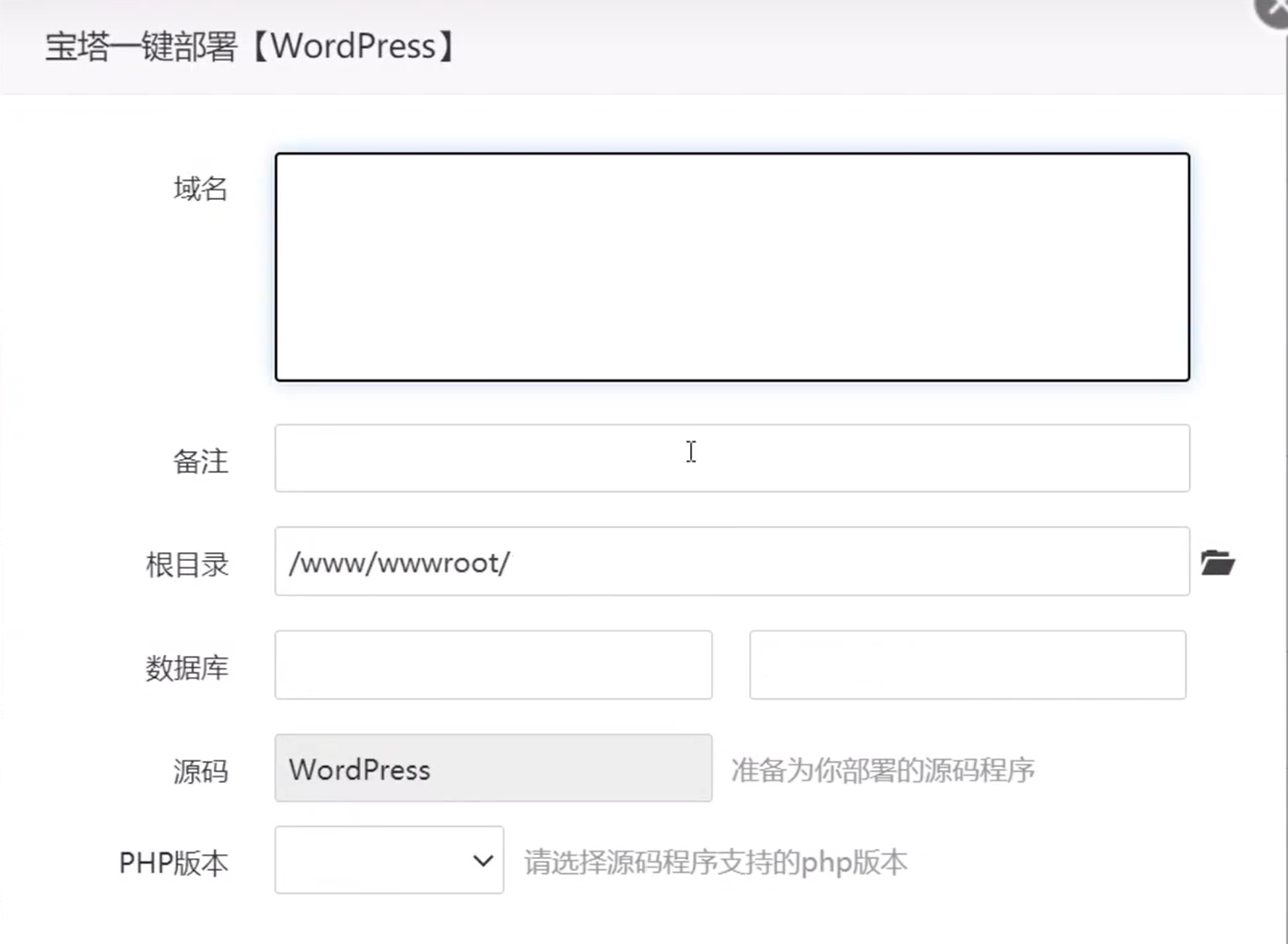 宝塔一键部署【WordPress】
域名
备注
根目录 /www/wwwroot/
数据库
源码 WordPress 准备为你部署的源码程序
PHP版本 请选择源码程序支持的php版本